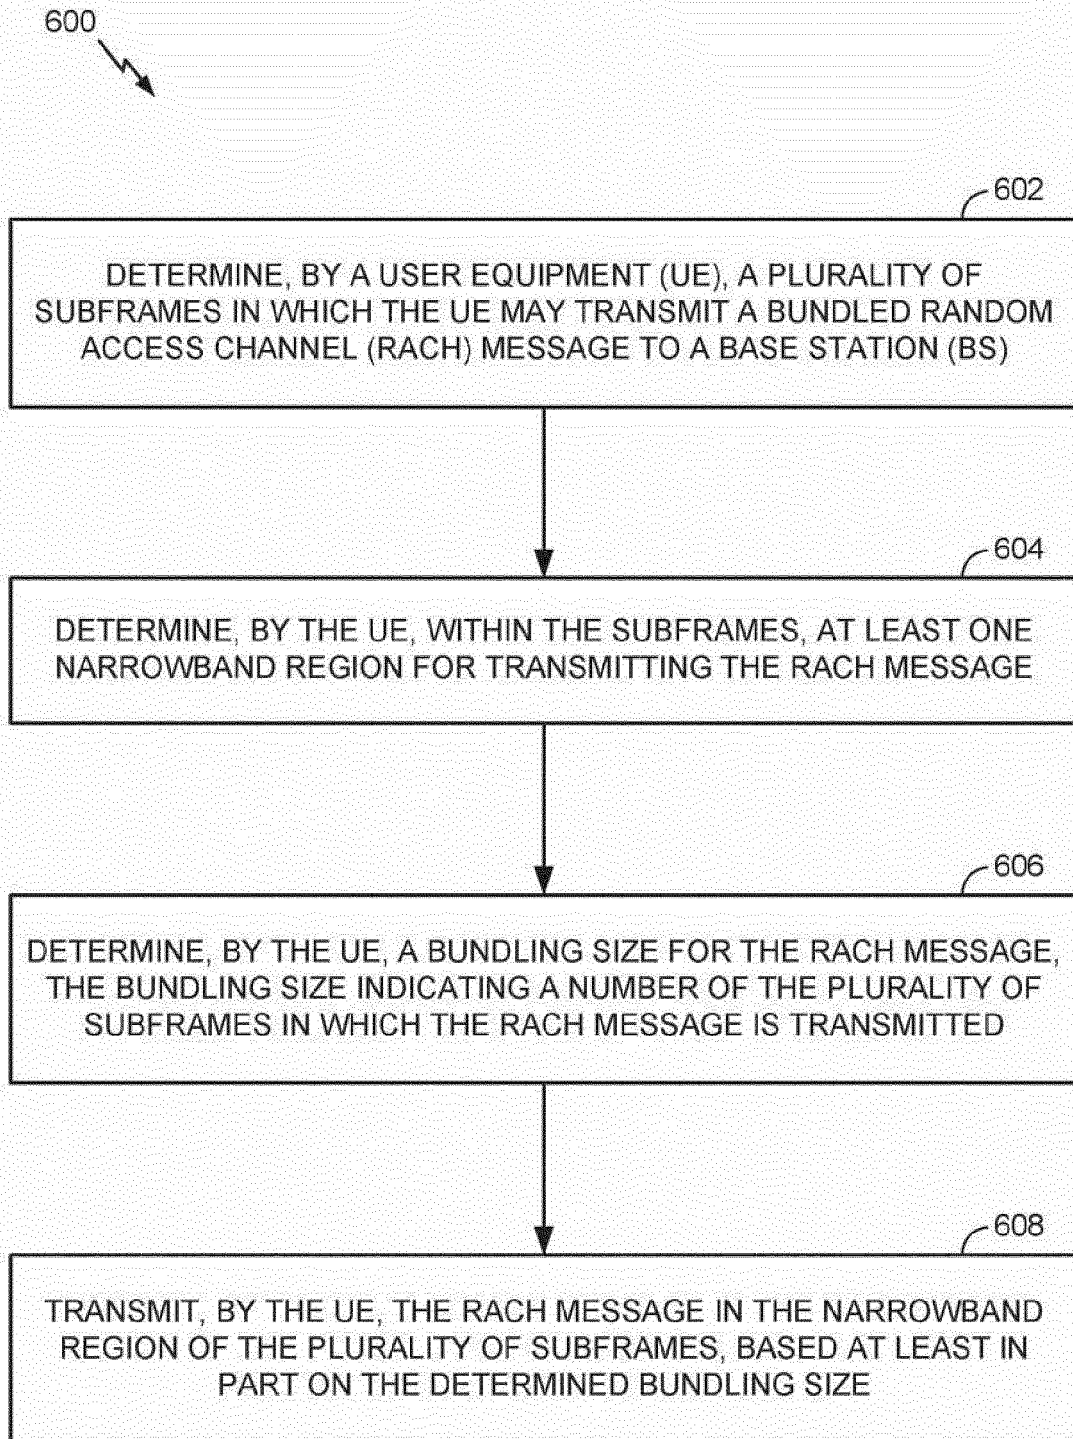 600
602
DETERMINE, BY A USER EQUIPMENT (UE), A PLURALITY OF
SUBFRAMES IN WHICH THE UE MAY TRANSMIT A BUNDLED RANDOM
ACCESS CHANNEL (RACH) MESSAGE TO A BASE STATION (BS)
604
DETERMINE, BY THE UE, WITHIN THE SUBFRAMES, AT LEAST ONE
NARROWBAND REGION FOR TRANSMITTING THE RACH MESSAGE
606
DETERMINE, BY THE UE, A BUNDLING SIZE FOR THE RACH MESSAGE,
THE BUNDLING SIZE INDICATING A NUMBER OF THE PLURALITY OF
SUBFRAMES IN WHICH THE RACH MESSAGE IS TRANSMITTED
608
TRANSMIT, BY THE UE, THE RACH MESSAGE IN THE NARROWBAND
REGION OF THE PLURALITY OF SUBFRAMES, BASED AT LEAST IN
PART ON THE DETERMINED BUNDLING SIZE